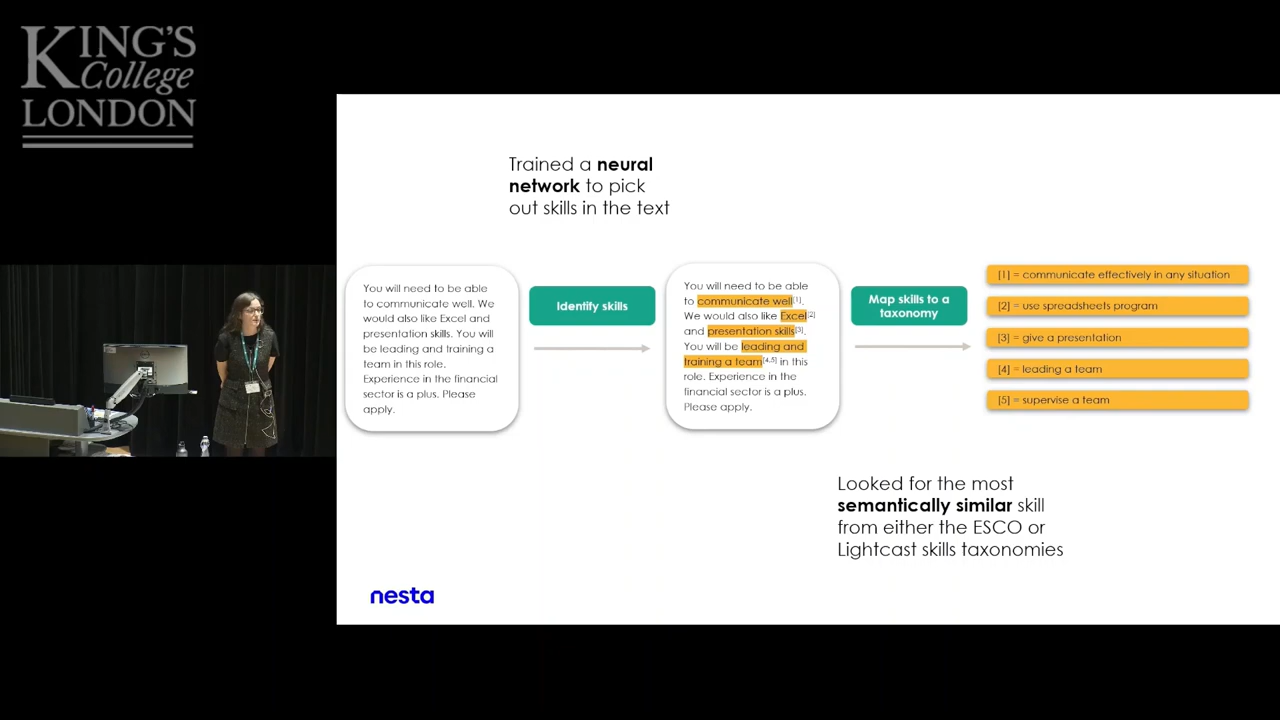 KING'S
College
LONDON
Trained a neural
network to pick
out skills in the text
You will need to be able
to communicate well. We
would also like Excel and
presentation skills. You will
be leading and training a
team in this role.
Experience in the financial
sector is a plus. Please
apply.
Identify skills
You will need to be able
to communicate well[1].
We would also like Excel[2]
and presentation skills[3].
You will be leading and
training a team[4,5] in this
role. Experience in the
financial sector is a plus.
Please apply.
Map skills to a
taxonomy
[1] = communicate effectively in any situation
[2] = use spreadsheets program
[3] = give a presentation
[4] = leading a team
[5] = supervise a team
Looked for the most
semantically similar skill
from either the ESCO or
Lightcast skills taxonomies
nesta